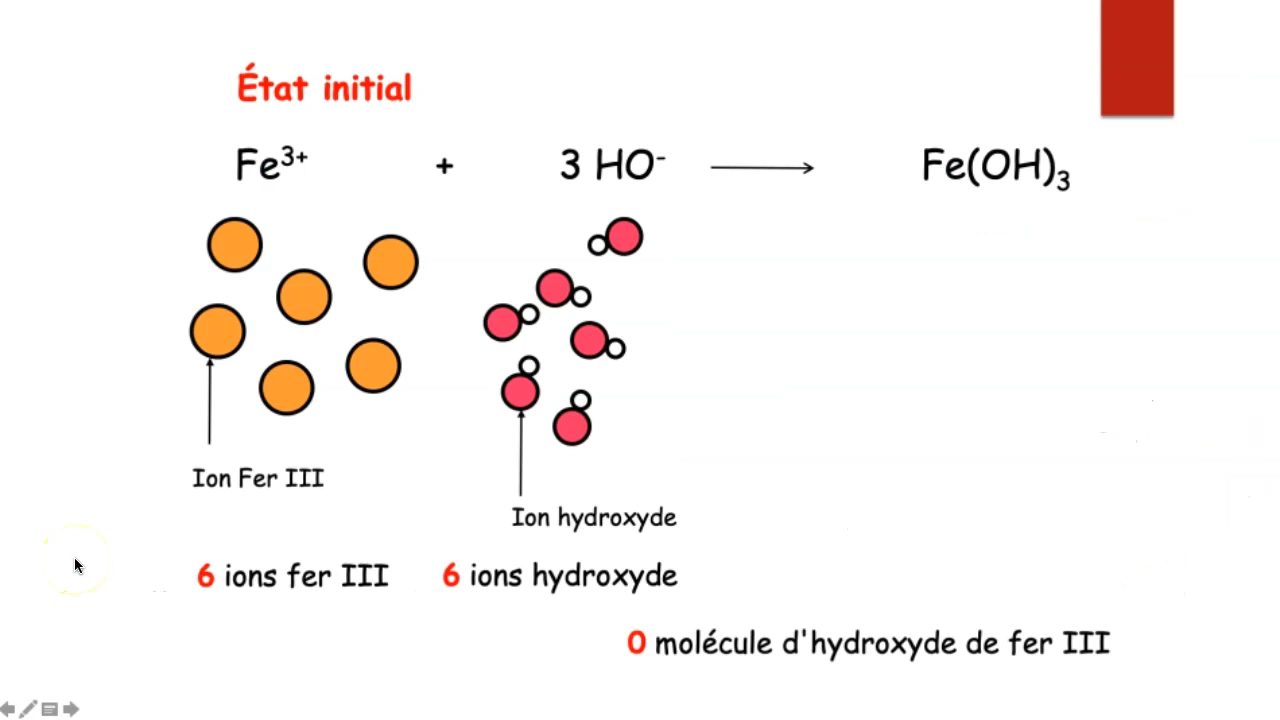 État initial
Fe³⁺ + 3 HO⁻ ⟶ Fe(OH)₃
Ion Fer III
Ion hydroxyde
6 ions fer III 6 ions hydroxyde
0 molécule d'hydroxyde de fer III